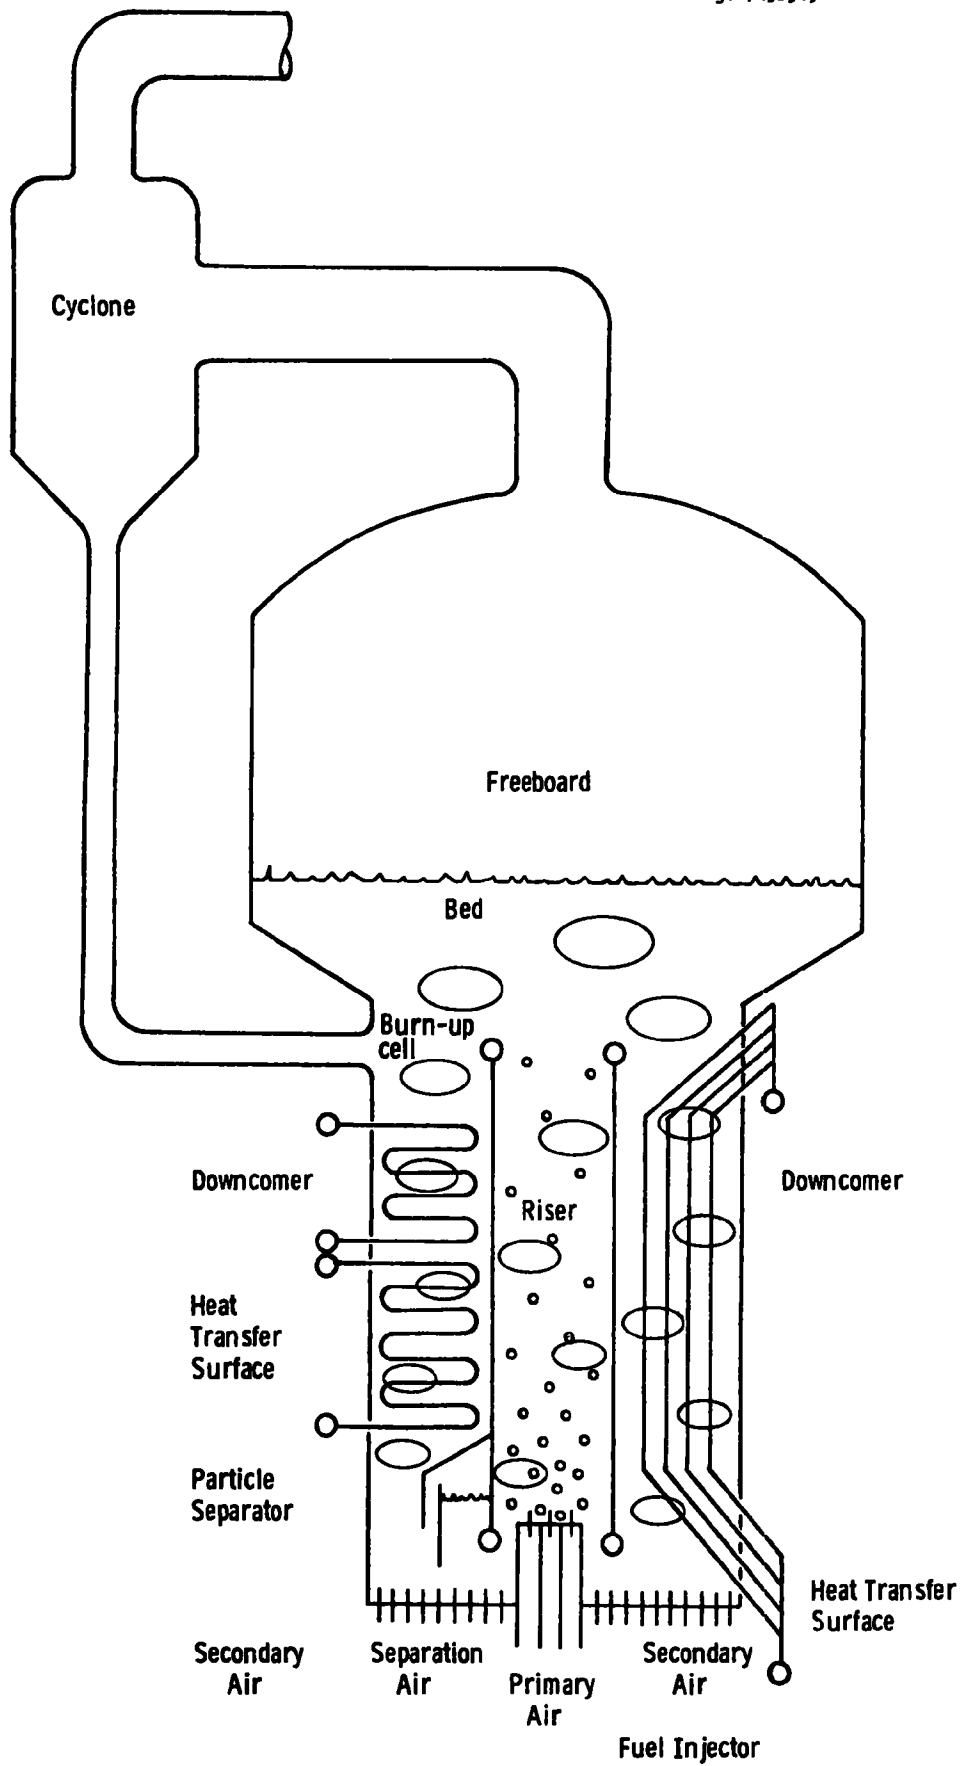 Cyclone
Freeboard
Bed
Burn-up
cell
Downcomer
Riser
Downcomer
Heat
Transfer
Surface
Particle
Separator
Heat Transfer
Surface
Secondary
Air
Separation
Air
Primary
Air
Secondary
Air
Fuel Injector